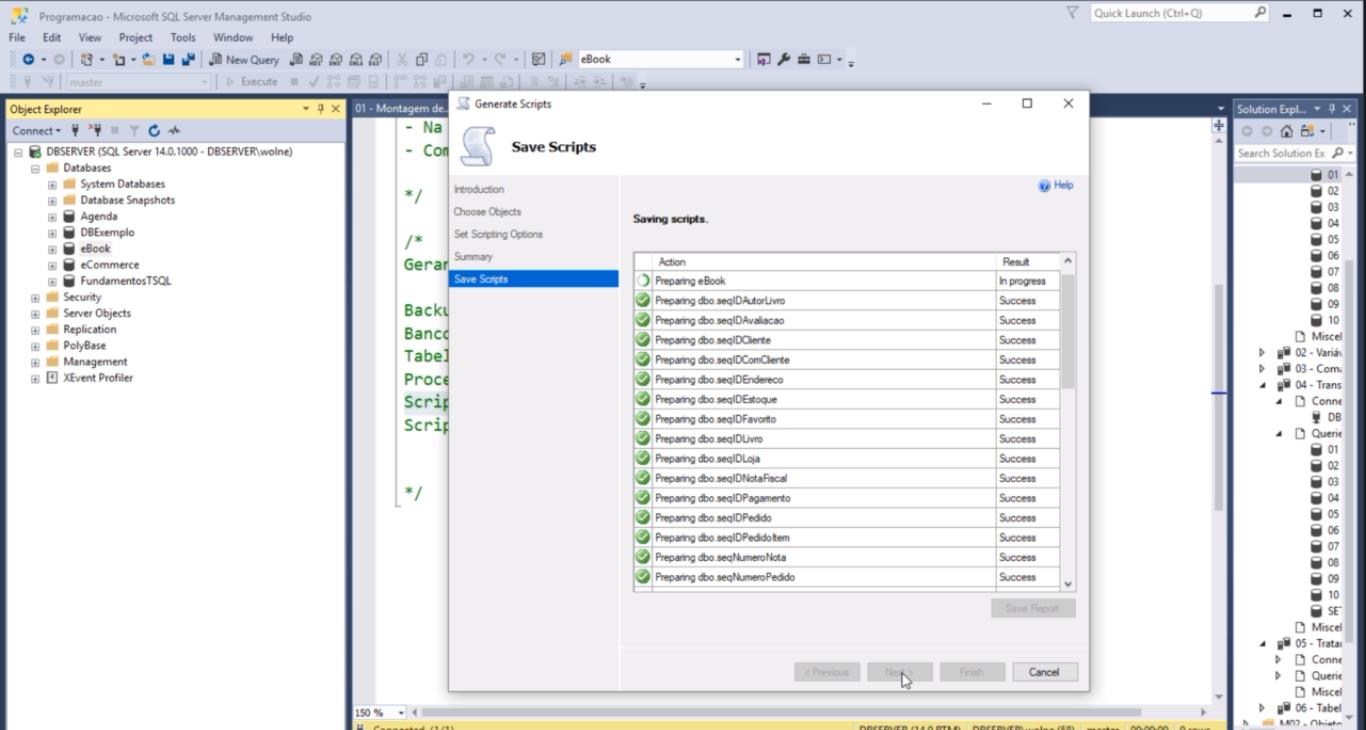 Programacao - Microsoft SQL Server Management Studio
Quick Launch (Ctrl+Q)
File Edit View Project Tools Window Help
New Query
eBook
master
Execute
Object Explorer
Connect
DBSERVER (SQL Server 14.0.1000 - DBSERVER\wolne)
Databases
System Databases
Database Snapshots
Agenda
DBExemplo
eBook
eCommerce
FundamentosTSQL
Security
Server Objects
Replication
PolyBase
Management
XEvent Profiler
01 - Montagem de..
- Na
- Com
*/
/*
Gerar
Backu
Banco
Tabel
Proce
Scrip
Scrip
*/
150 %
Connected. (1/1)
DBSERVER (14.0 RTM) DBSERVER\wolne (58) master 00:00:00 0 rows
Generate Scripts
Save Scripts
Help
Introduction
Choose Objects
Set Scripting Options
Summary
Save Scripts
Saving scripts.
Action Result
Preparing eBook In progress
Preparing dbo.seqIDAutorLivro Success
Preparing dbo.seqIDAvaliacao Success
Preparing dbo.seqIDCliente Success
Preparing dbo.seqIDComCliente Success
Preparing dbo.seqIDEndereco Success
Preparing dbo.seqIDEstoque Success
Preparing dbo.seqIDFavorito Success
Preparing dbo.seqIDLivro Success
Preparing dbo.seqIDLoja Success
Preparing dbo.seqIDNotaFiscal Success
Preparing dbo.seqIDPagamento Success
Preparing dbo.seqIDPedido Success
Preparing dbo.seqIDPedidoItem Success
Preparing dbo.seqNumeroNota Success
Preparing dbo.seqNumeroPedido Success
Save Report
< Previous Next > Finish Cancel
Solution Expl...
Search Solution Ex
01
02
03
04
05
06
07
08
09
10
Miscel
02 - Variáv
03 - Coma
04 - Trans
Conne
DB
Querie
01
02
03
04
05
06
07
08
09
10
SE
Miscel
05 - Tratar
Conne
Querie
Miscel
06 - Tabel
M02 - Objeto